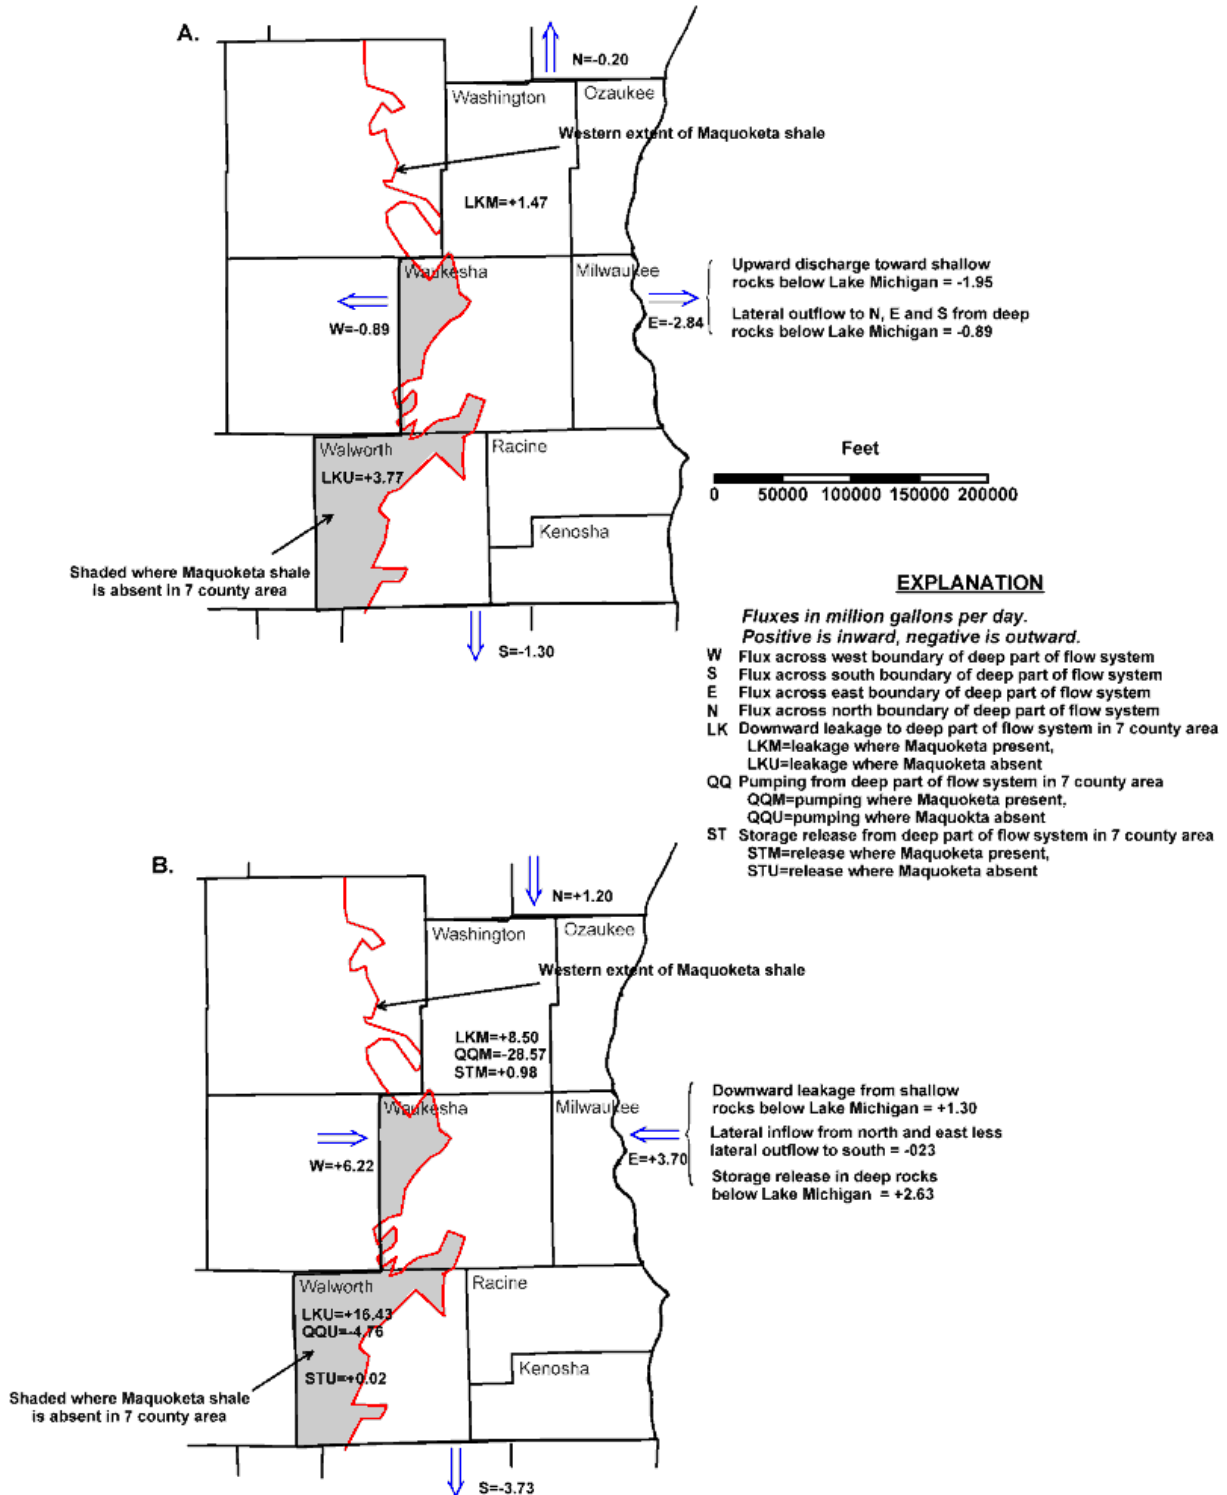 A.
N=-0.20
Washington
Ozaukee
Western extent of Maquoketa shale
LKM=+1.47
Waukesha
Milwaukee
Upward discharge toward shallow
rocks below Lake Michigan = -1.95
W=-0.89
E=-2.84
Lateral outflow to N, E and S from deep
rocks below Lake Michigan = -0.89
Walworth
Racine
LKU=+3.77
Feet
0 50000 100000 150000 200000
Kenosha
Shaded where Maquoketa shale
is absent in 7 county area
S=-1.30
EXPLANATION
Fluxes in million gallons per day.
Positive is inward, negative is outward.
W Flux across west boundary of deep part of flow system
S Flux across south boundary of deep part of flow system
E Flux across east boundary of deep part of flow system
N Flux across north boundary of deep part of flow system
LK Downward leakage to deep part of flow system in 7 county area
LKM=leakage where Maquoketa present,
LKU=leakage where Maquoketa absent
QQ Pumping from deep part of flow system in 7 county area
QQM=pumping where Maquoketa present,
QQU=pumping where Maquokta absent
ST Storage release from deep part of flow system in 7 county area
STM=release where Maquoketa present,
STU=release where Maquoketa absent
B.
N=+1.20
Washington
Ozaukee
Western extent of Maquoketa shale
LKM=+8.50
QQM=-28.57
STM=+0.98
Waukesha
Milwaukee
Downward leakage from shallow
rocks below Lake Michigan = +1.30
Lateral inflow from north and east less
lateral outflow to south = -023
W=+6.22
E=+3.70
Storage release in deep rocks
below Lake Michigan = +2.63
Walworth
Racine
LKU=+16.43
QQU=-4.76
STU=+0.02
Kenosha
Shaded where Maquoketa shale
is absent in 7 county area
S=-3.73